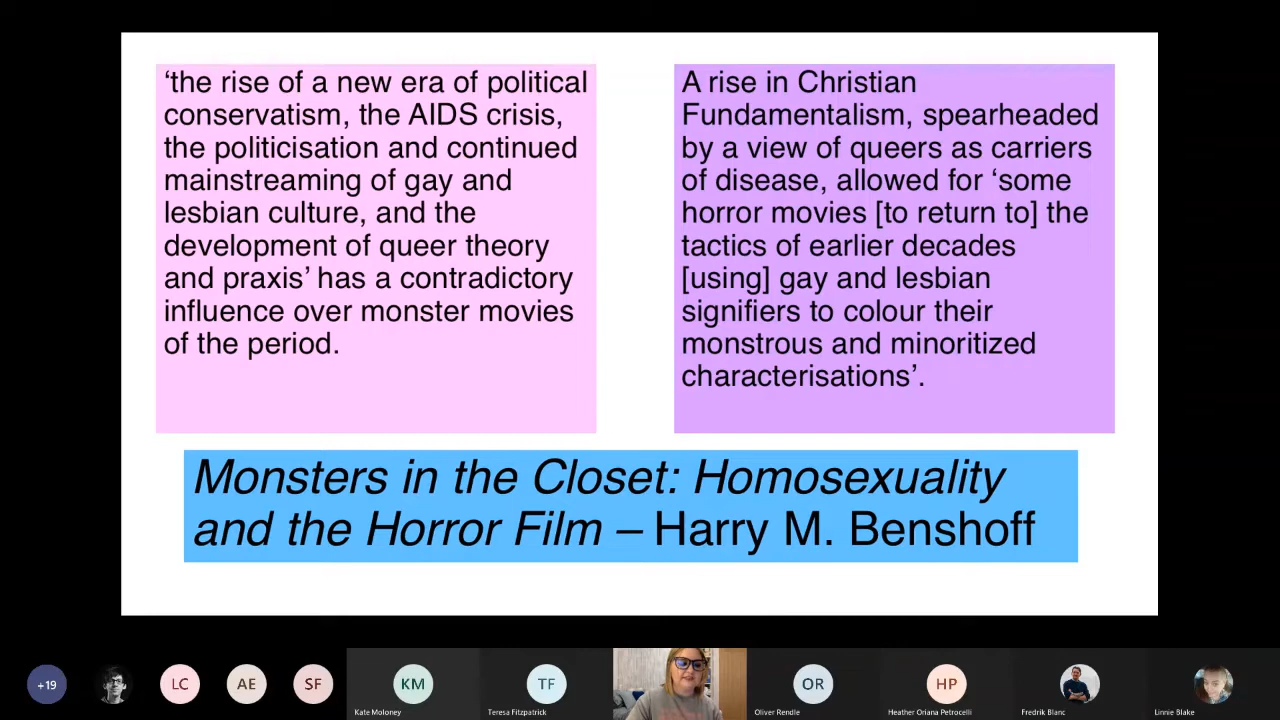 ‘the rise of a new era of political
conservatism, the AIDS crisis,
the politicisation and continued
mainstreaming of gay and
lesbian culture, and the
development of queer theory
and praxis’ has a contradictory
influence over monster movies
of the period.
A rise in Christian
Fundamentalism, spearheaded
by a view of queers as carriers
of disease, allowed for ‘some
horror movies [to return to] the
tactics of earlier decades
[using] gay and lesbian
signifiers to colour their
monstrous and minoritized
characterisations’.
Monsters in the Closet: Homosexuality
and the Horror Film – Harry M. Benshoff
+19
LC
AE
SF
KM
Kate Moloney
TF
Teresa Fitzpatrick
OR
Oliver Rendle
HP
Heather Oriana Petrocelli
Fredrik Blanc
Linnie Blake